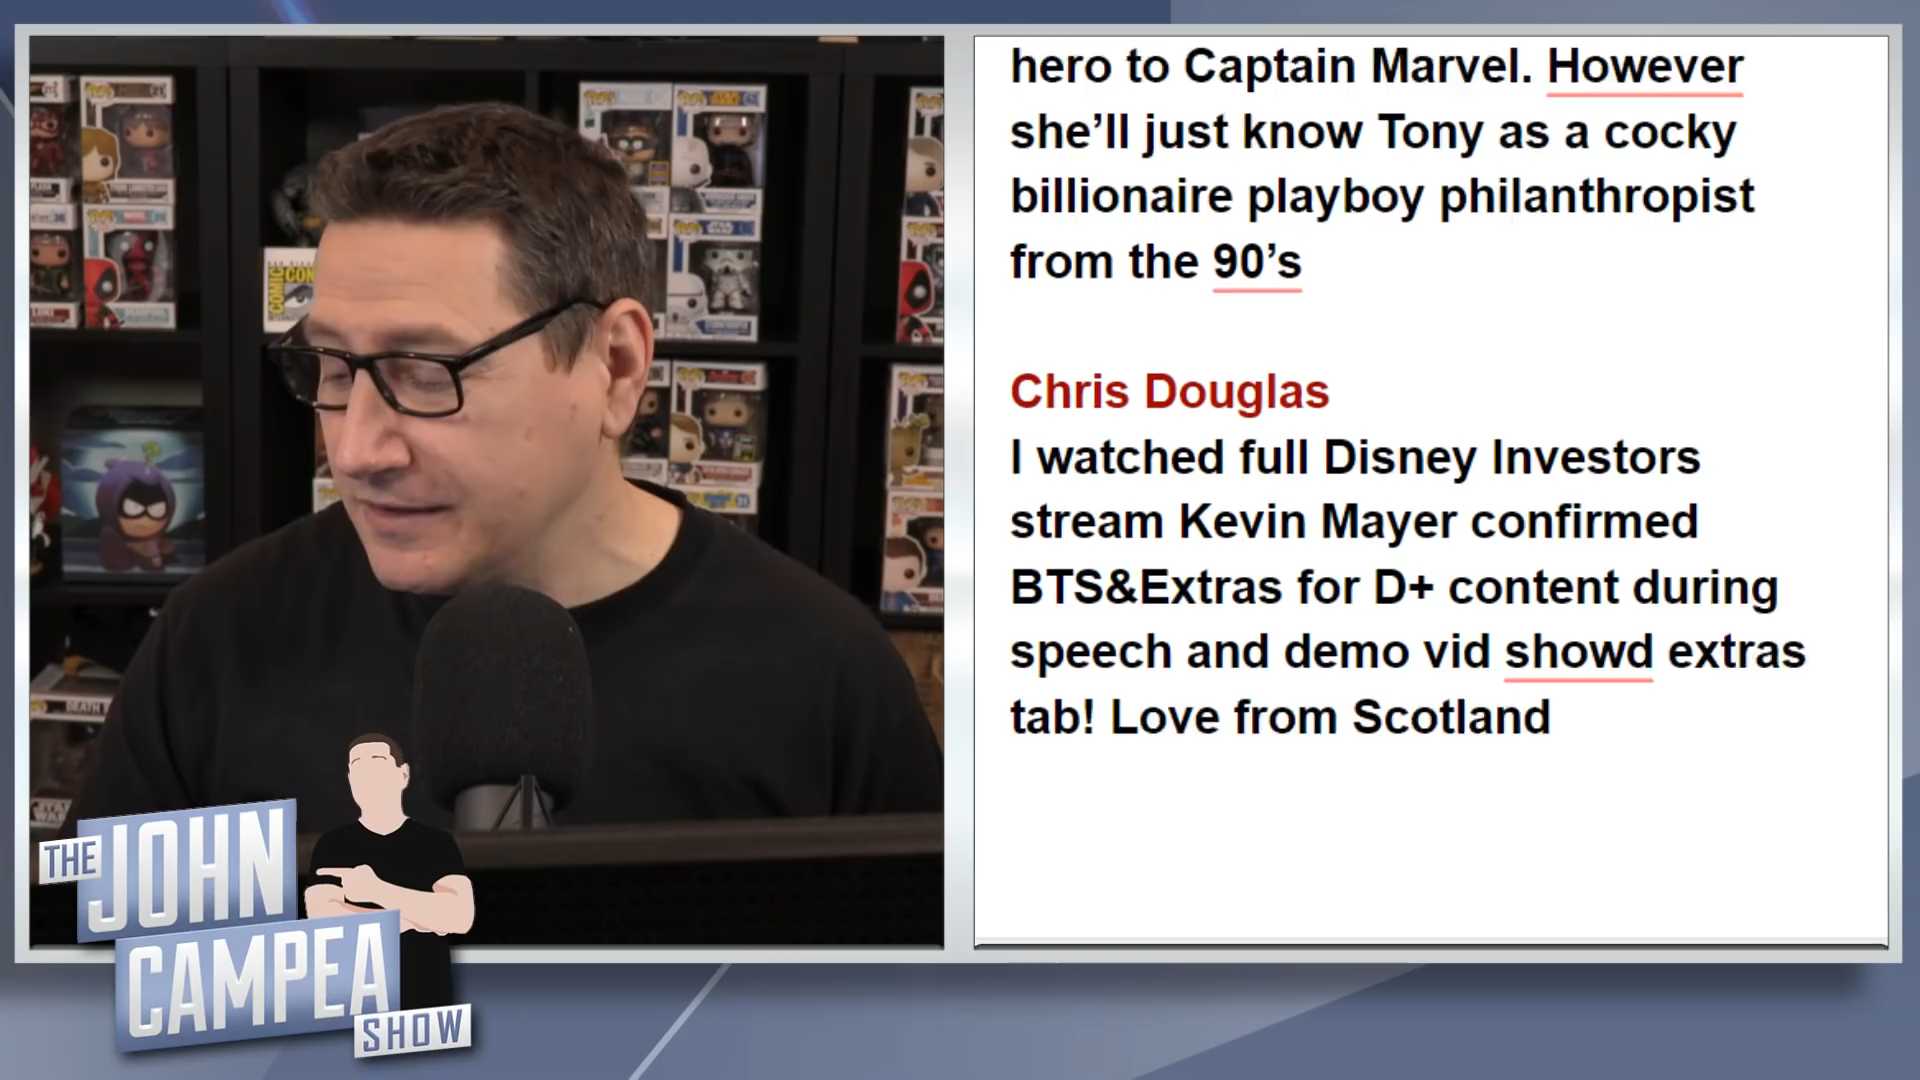 hero to Captain Marvel. However
she’ll just know Tony as a cocky
billionaire playboy philanthropist
from the 90’s
Chris Douglas
I watched full Disney Investors
stream Kevin Mayer confirmed
BTS&Extras for D+ content during
speech and demo vid showd extras
tab! Love from Scotland
COMIC CON
THE
JOHN
CAMPEA
SHOW